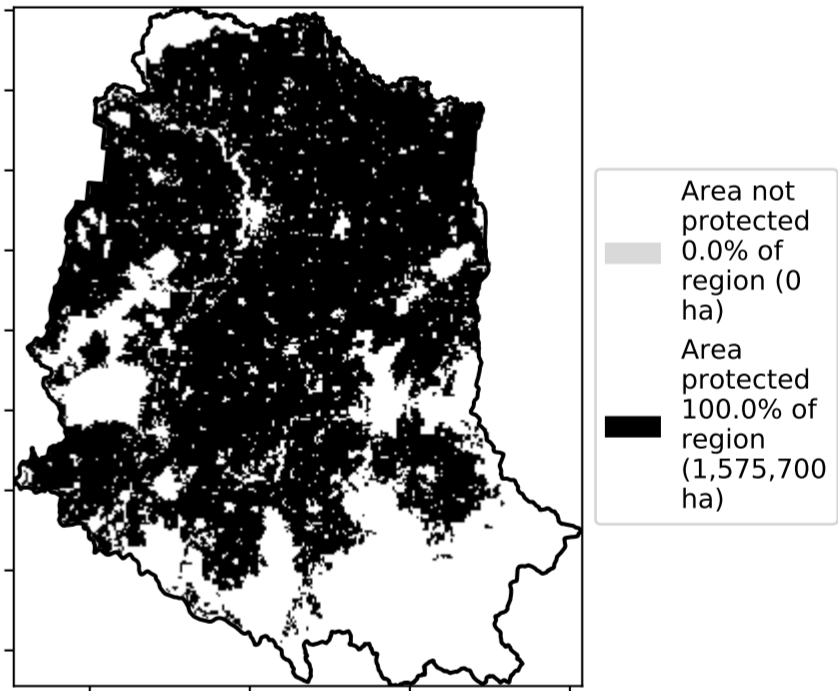 Area not
protected
0.0% of
region (0
ha)
Area
protected
100.0% of
region
(1,575,700
ha)